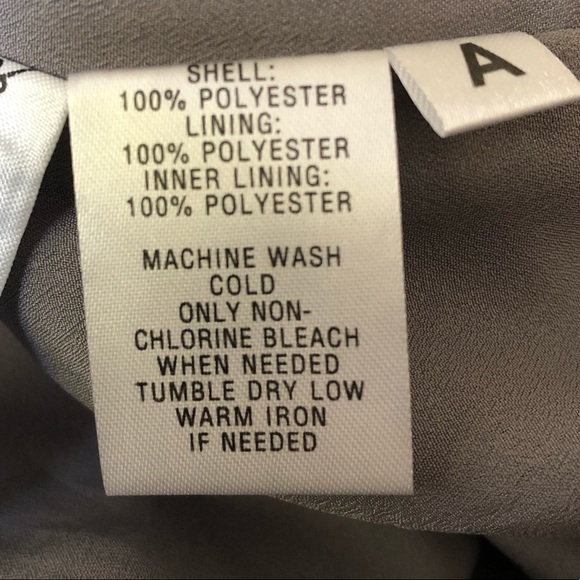 SHELL:
100% POLYESTER
LINING:
100% POLYESTER
INNER LINING:
100% POLYESTER
MACHINE WASH
COLD
ONLY NON-
CHLORINE BLEACH
WHEN NEEDED
TUMBLE DRY LOW
WARM IRON
IF NEEDED
A